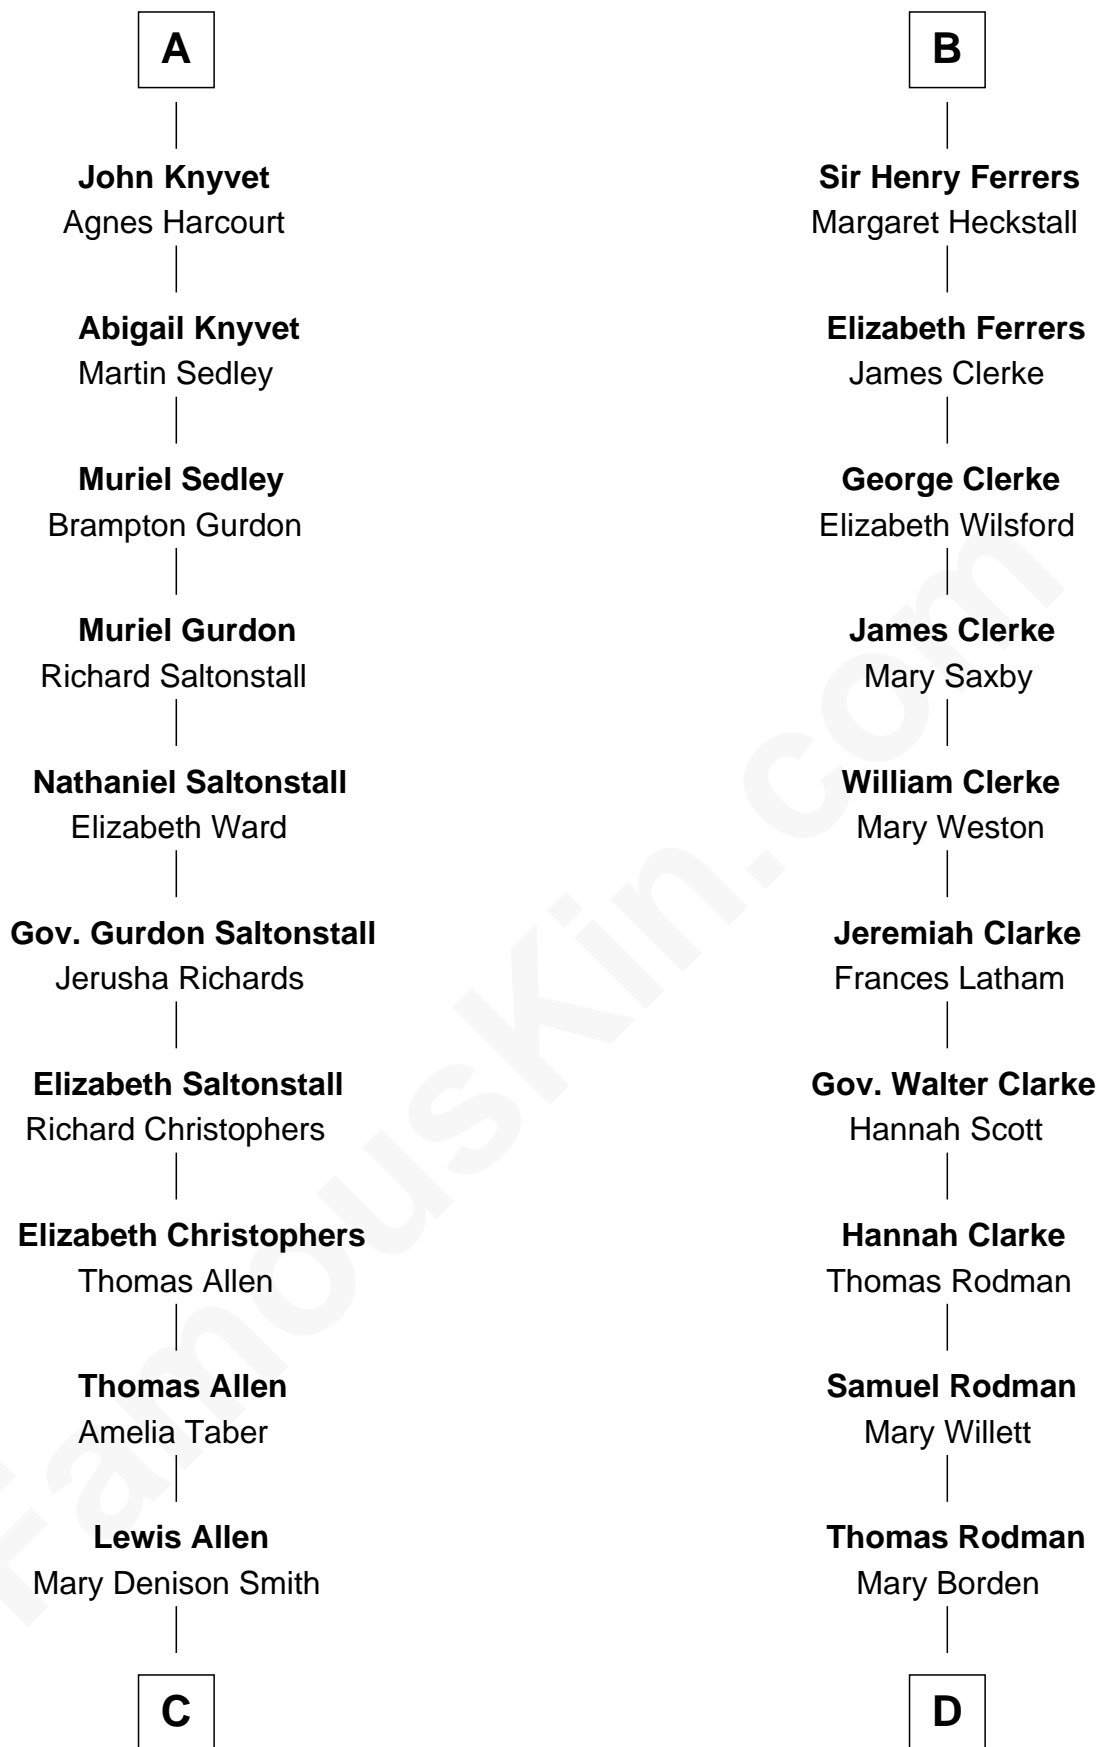 A
John Knyvet
Agnes Harcourt
Abigail Knyvet
Martin Sedley
Muriel Sedley
Brampton Gurdon
Muriel Gurdon
Richard Saltonstall
Nathaniel Saltonstall
Elizabeth Ward
Gov. Gurdon Saltonstall
Jerusha Richards
Elizabeth Saltonstall
Richard Christophers
Elizabeth Christophers
Thomas Allen
Thomas Allen
Amelia Taber
Lewis Allen
Mary Denison Smith
C
B
Sir Henry Ferrers
Margaret Heckstall
Elizabeth Ferrers
James Clerke
George Clerke
Elizabeth Wilsford
James Clerke
Mary Saxby
William Clerke
Mary Weston
Jeremiah Clarke
Frances Latham
Gov. Walter Clarke
Hannah Scott
Hannah Clarke
Thomas Rodman
Samuel Rodman
Mary Willett
Thomas Rodman
Mary Borden
D
FamousKin.com